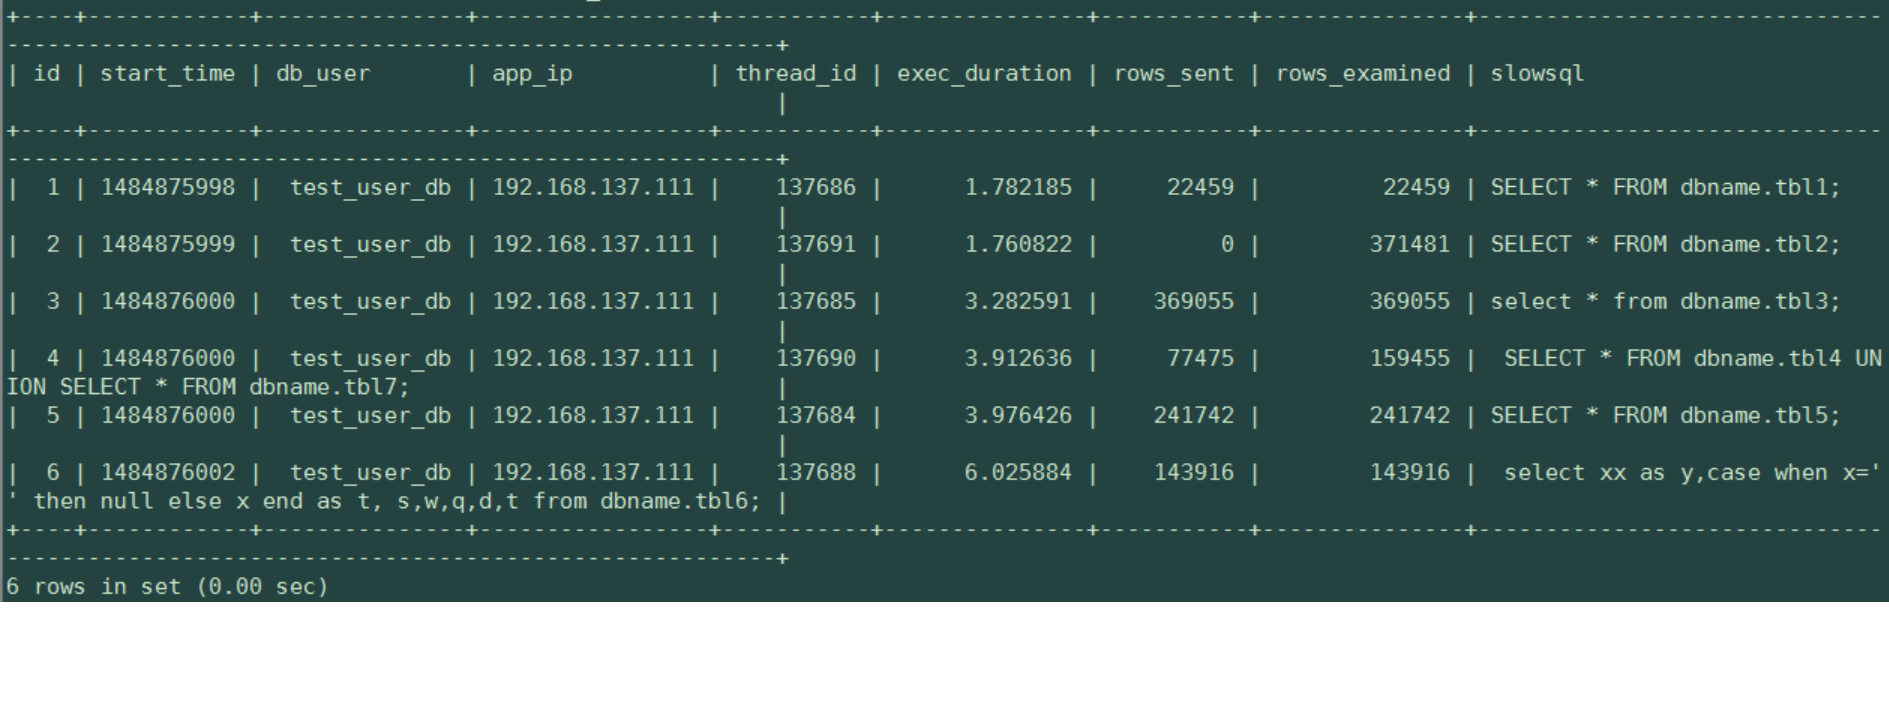 +----+------------+---------------+-----------------+-----------+---------------+-----------+---------------+------------------------------
---------------------------------------------------------+
| id | start_time | db_user       | app_ip          | thread_id | exec_duration | rows_sent | rows_examined | slowsql
                                                         |
+----+------------+---------------+-----------------+-----------+---------------+-----------+---------------+------------------------------
---------------------------------------------------------+
|  1 | 1484875998 |  test_user_db | 192.168.137.111 |    137686 |      1.782185 |     22459 |         22459 | SELECT * FROM dbname.tbl1;
                                                         |
|  2 | 1484875999 |  test_user_db | 192.168.137.111 |    137691 |      1.760822 |         0 |        371481 | SELECT * FROM dbname.tbl2;
                                                         |
|  3 | 1484876000 |  test_user_db | 192.168.137.111 |    137685 |      3.282591 |    369055 |        369055 | select * from dbname.tbl3;
                                                         |
|  4 | 1484876000 |  test_user_db | 192.168.137.111 |    137690 |      3.912636 |     77475 |        159455 |  SELECT * FROM dbname.tbl4 UN
ION SELECT * FROM dbname.tbl7;                           |
|  5 | 1484876000 |  test_user_db | 192.168.137.111 |    137684 |      3.976426 |    241742 |        241742 | SELECT * FROM dbname.tbl5;
                                                         |
|  6 | 1484876002 |  test_user_db | 192.168.137.111 |    137688 |      6.025884 |    143916 |        143916 |  select xx as y,case when x='
' then null else x end as t, s,w,q,d,t from dbname.tbl6; |
+----+------------+---------------+-----------------+-----------+---------------+-----------+---------------+------------------------------
---------------------------------------------------------+
6 rows in set (0.00 sec)